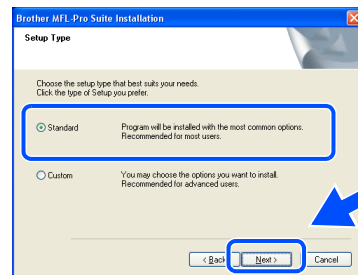 Brother MFL-Pro Suite Installation
Setup Type
Choose the setup type that best suits your needs.
Click the type of Setup you prefer.
Standard
Program will be installed with the most common options.
Recommended for most users.
Custom
You may choose the options you want to install.
Recommended for advanced users.
< Back
Next >
Cancel